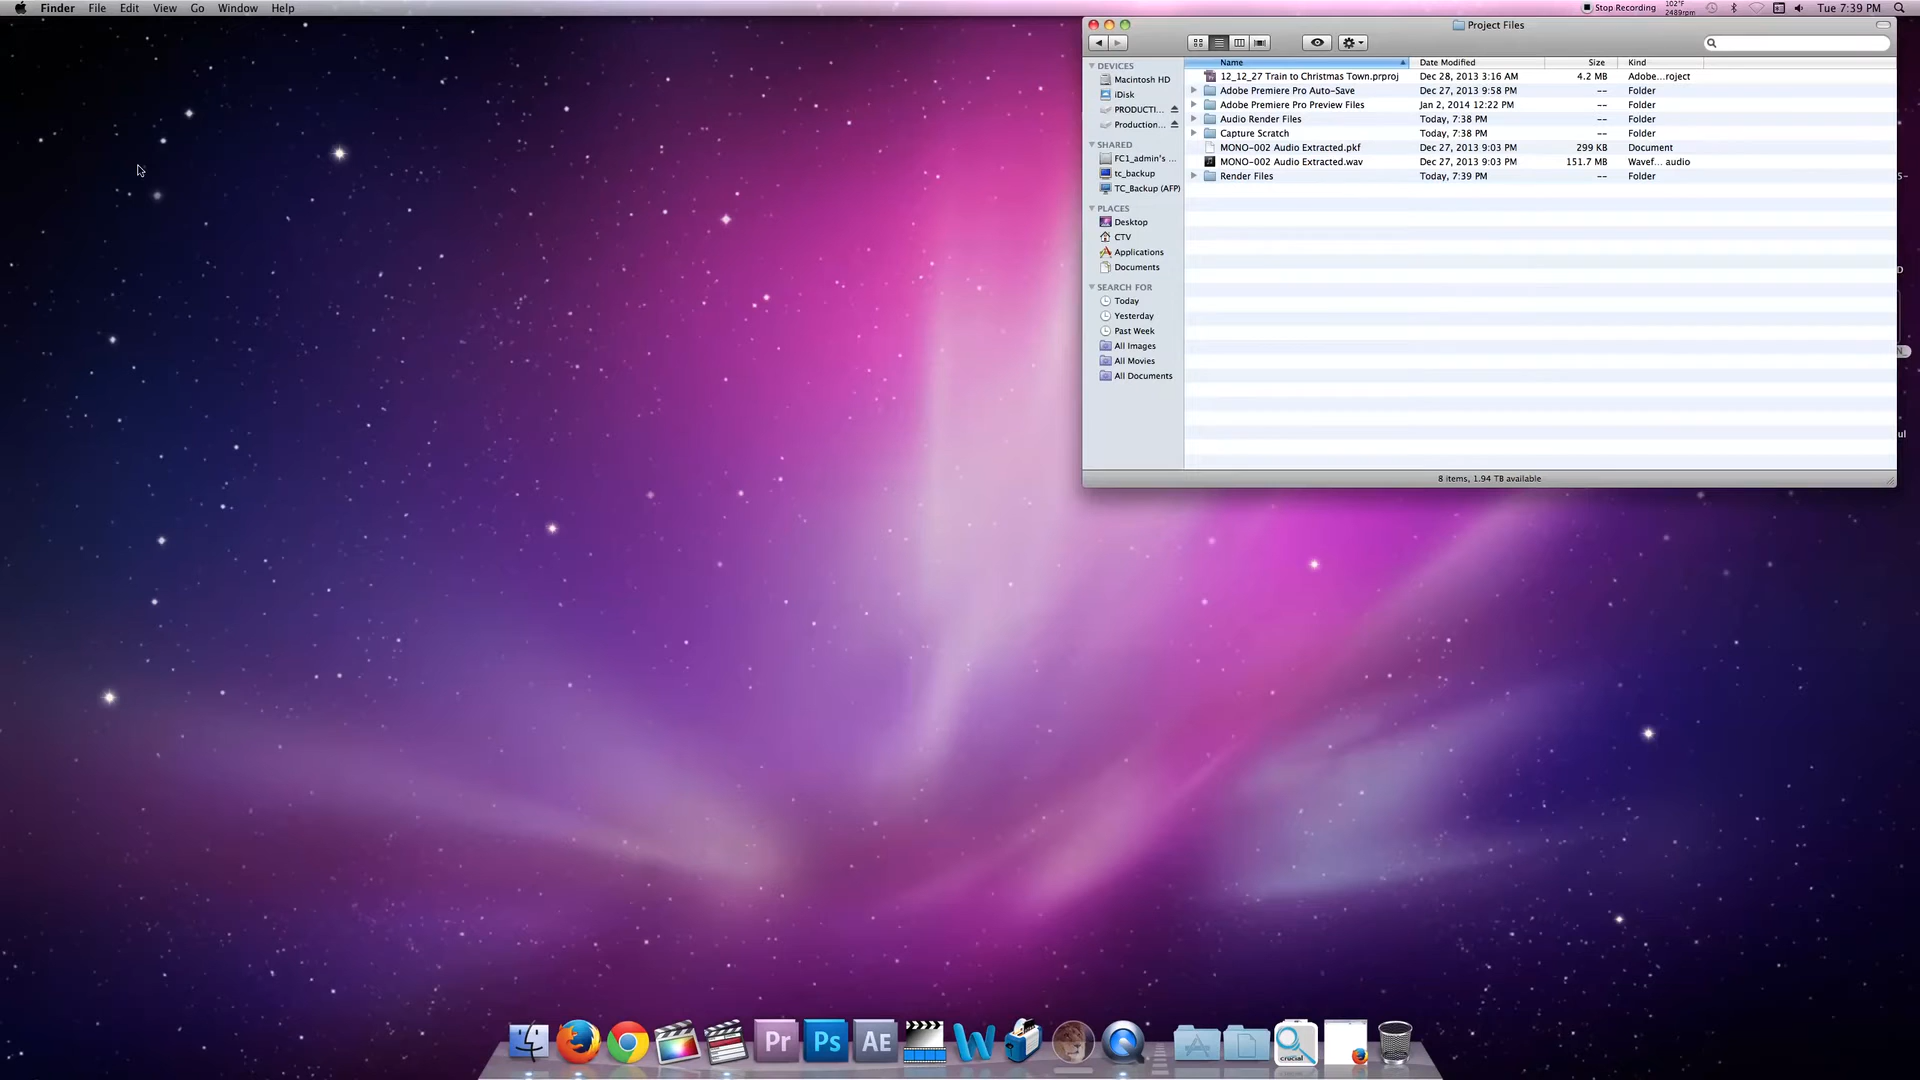 Finder File Edit View Go Window Help
Stop Recording 102°F 2489rpm Tue 7:39 PM
Project Files
Name Date Modified Size Kind
12_12_27 Train to Christmas Town.prproj Dec 28, 2013 3:16 AM 4.2 MB Adobe...roject
Adobe Premiere Pro Auto-Save Dec 27, 2013 9:58 PM -- Folder
Adobe Premiere Pro Preview Files Jan 2, 2014 12:22 PM -- Folder
Audio Render Files Today, 7:38 PM -- Folder
Capture Scratch Today, 7:38 PM -- Folder
MONO-002 Audio Extracted.pkf Dec 27, 2013 9:03 PM 299 KB Document
MONO-002 Audio Extracted.wav Dec 27, 2013 9:03 PM 151.7 MB Wavef... audio
Render Files Today, 7:39 PM -- Folder
DEVICES
Macintosh HD
iDisk
PRODUCTI...
Production...
SHARED
FC1_admin's ...
tc_backup
TC_Backup (AFP)
PLACES
Desktop
CTV
Applications
Documents
SEARCH FOR
Today
Yesterday
Past Week
All Images
All Movies
All Documents
8 items, 1.94 TB available
S-
D
N_
ul
Pr Ps AE W
crucial